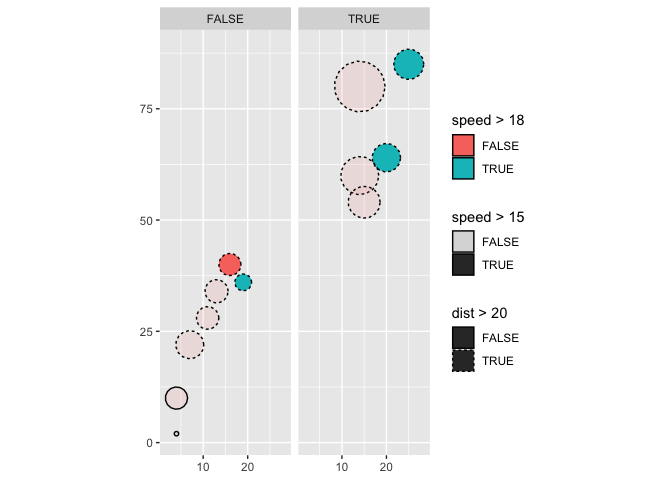 FALSE TRUE
75
50
25
0
10 20 10 20
speed > 18
FALSE
TRUE
speed > 15
FALSE
TRUE
dist > 20
FALSE
TRUE